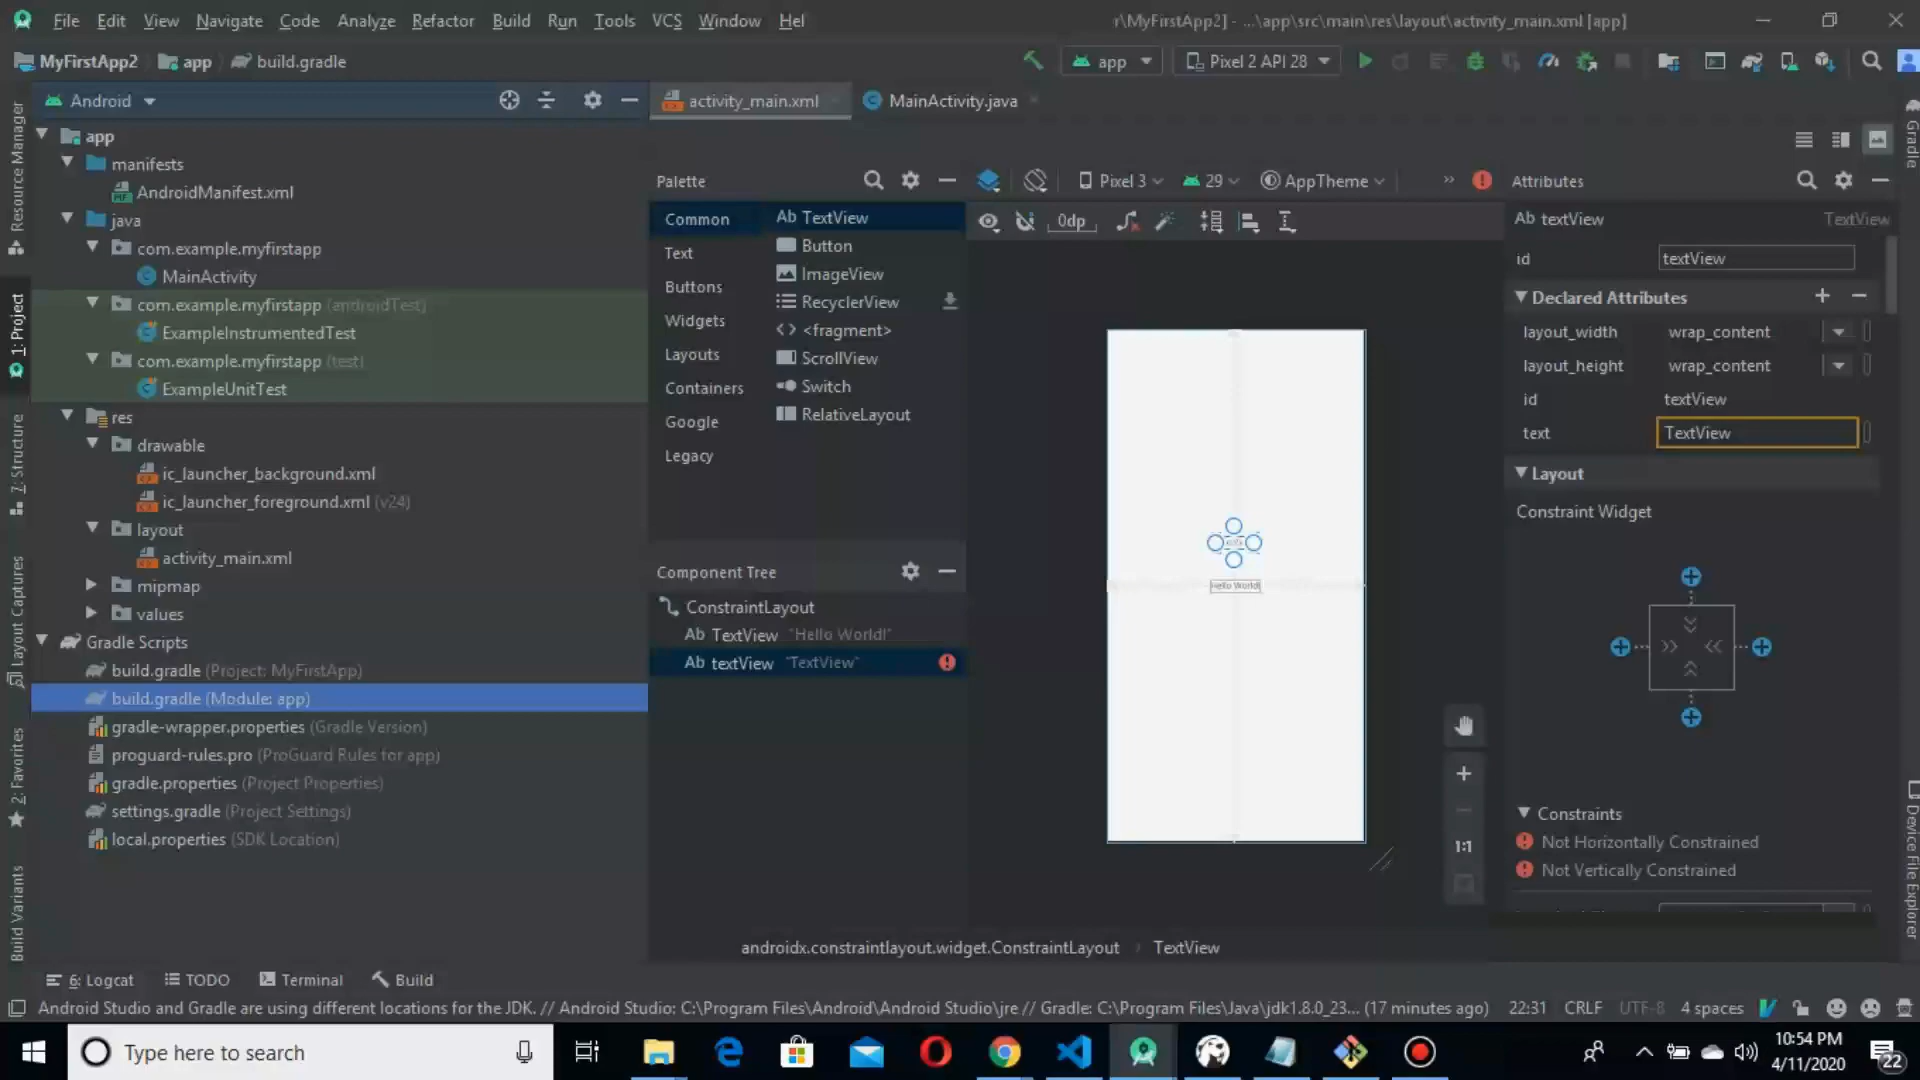 File Edit View Navigate Code Analyze Refactor Build Run Tools VCS Window Hel
r\MyFirstApp2] - ...\app\src\main\res\layout\activity_main.xml [app]
MyFirstApp2 app build.gradle
app
Pixel 2 API 28
Android
activity_main.xml
MainActivity.java
Resource Manager
1: Project
7: Structure
Layout Captures
2: Favorites
Build Variants
app
manifests
AndroidManifest.xml
java
com.example.myfirstapp
MainActivity
com.example.myfirstapp (androidTest)
ExampleInstrumentedTest
com.example.myfirstapp (test)
ExampleUnitTest
res
drawable
ic_launcher_background.xml
ic_launcher_foreground.xml (v24)
layout
activity_main.xml
mipmap
values
Gradle Scripts
build.gradle (Project: MyFirstApp)
build.gradle (Module: app)
gradle-wrapper.properties (Gradle Version)
proguard-rules.pro (ProGuard Rules for app)
gradle.properties (Project Properties)
settings.gradle (Project Settings)
local.properties (SDK Location)
Palette
Common
Text
Buttons
Widgets
Layouts
Containers
Google
Legacy
Ab TextView
Button
ImageView
RecyclerView
<fragment>
ScrollView
Switch
RelativeLayout
Component Tree
ConstraintLayout
Ab TextView "Hello World!"
Ab textView "TextView"
Pixel 3 29 AppTheme »
0dp
Hello World!
1:1
androidx.constraintlayout.widget.ConstraintLayout › TextView
Attributes
Ab textView TextView
id textView
Declared Attributes
layout_width wrap_content
layout_height wrap_content
id textView
text TextView
Layout
Constraint Widget
Constraints
Not Horizontally Constrained
Not Vertically Constrained
Gradle
Device File Explorer
6: Logcat TODO Terminal Build
Android Studio and Gradle are using different locations for the JDK. // Android Studio: C:\Program Files\Android\Android Studio\jre // Gradle: C:\Program Files\Java\jdk1.8.0_23... (17 minutes ago)
22:31 CRLF UTF-8 4 spaces
Type here to search
10:54 PM
4/11/2020
22